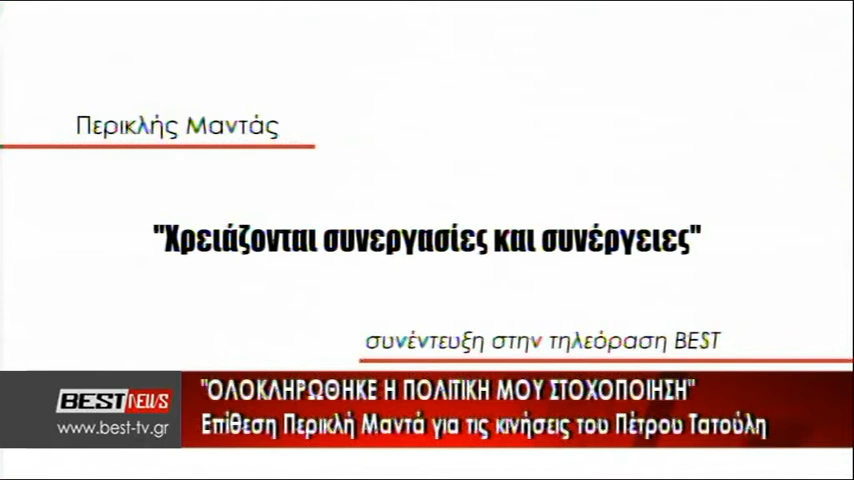 Περικλής Μαντάς
"Χρειάζονται συνεργασίες και συνέργειες"
συνέντευξη στην τηλεόραση BEST
BEST NEWS
www.best-tv.gr
"ΟΛΟΚΛΗΡΩΘΗΚΕ Η ΠΟΛΙΤΙΚΗ ΜΟΥ ΣΤΟΧΟΠΟΙΗΣΗ"
Επίθεση Περικλή Μαντά για τις κινήσεις του Πέτρου Τατούλη